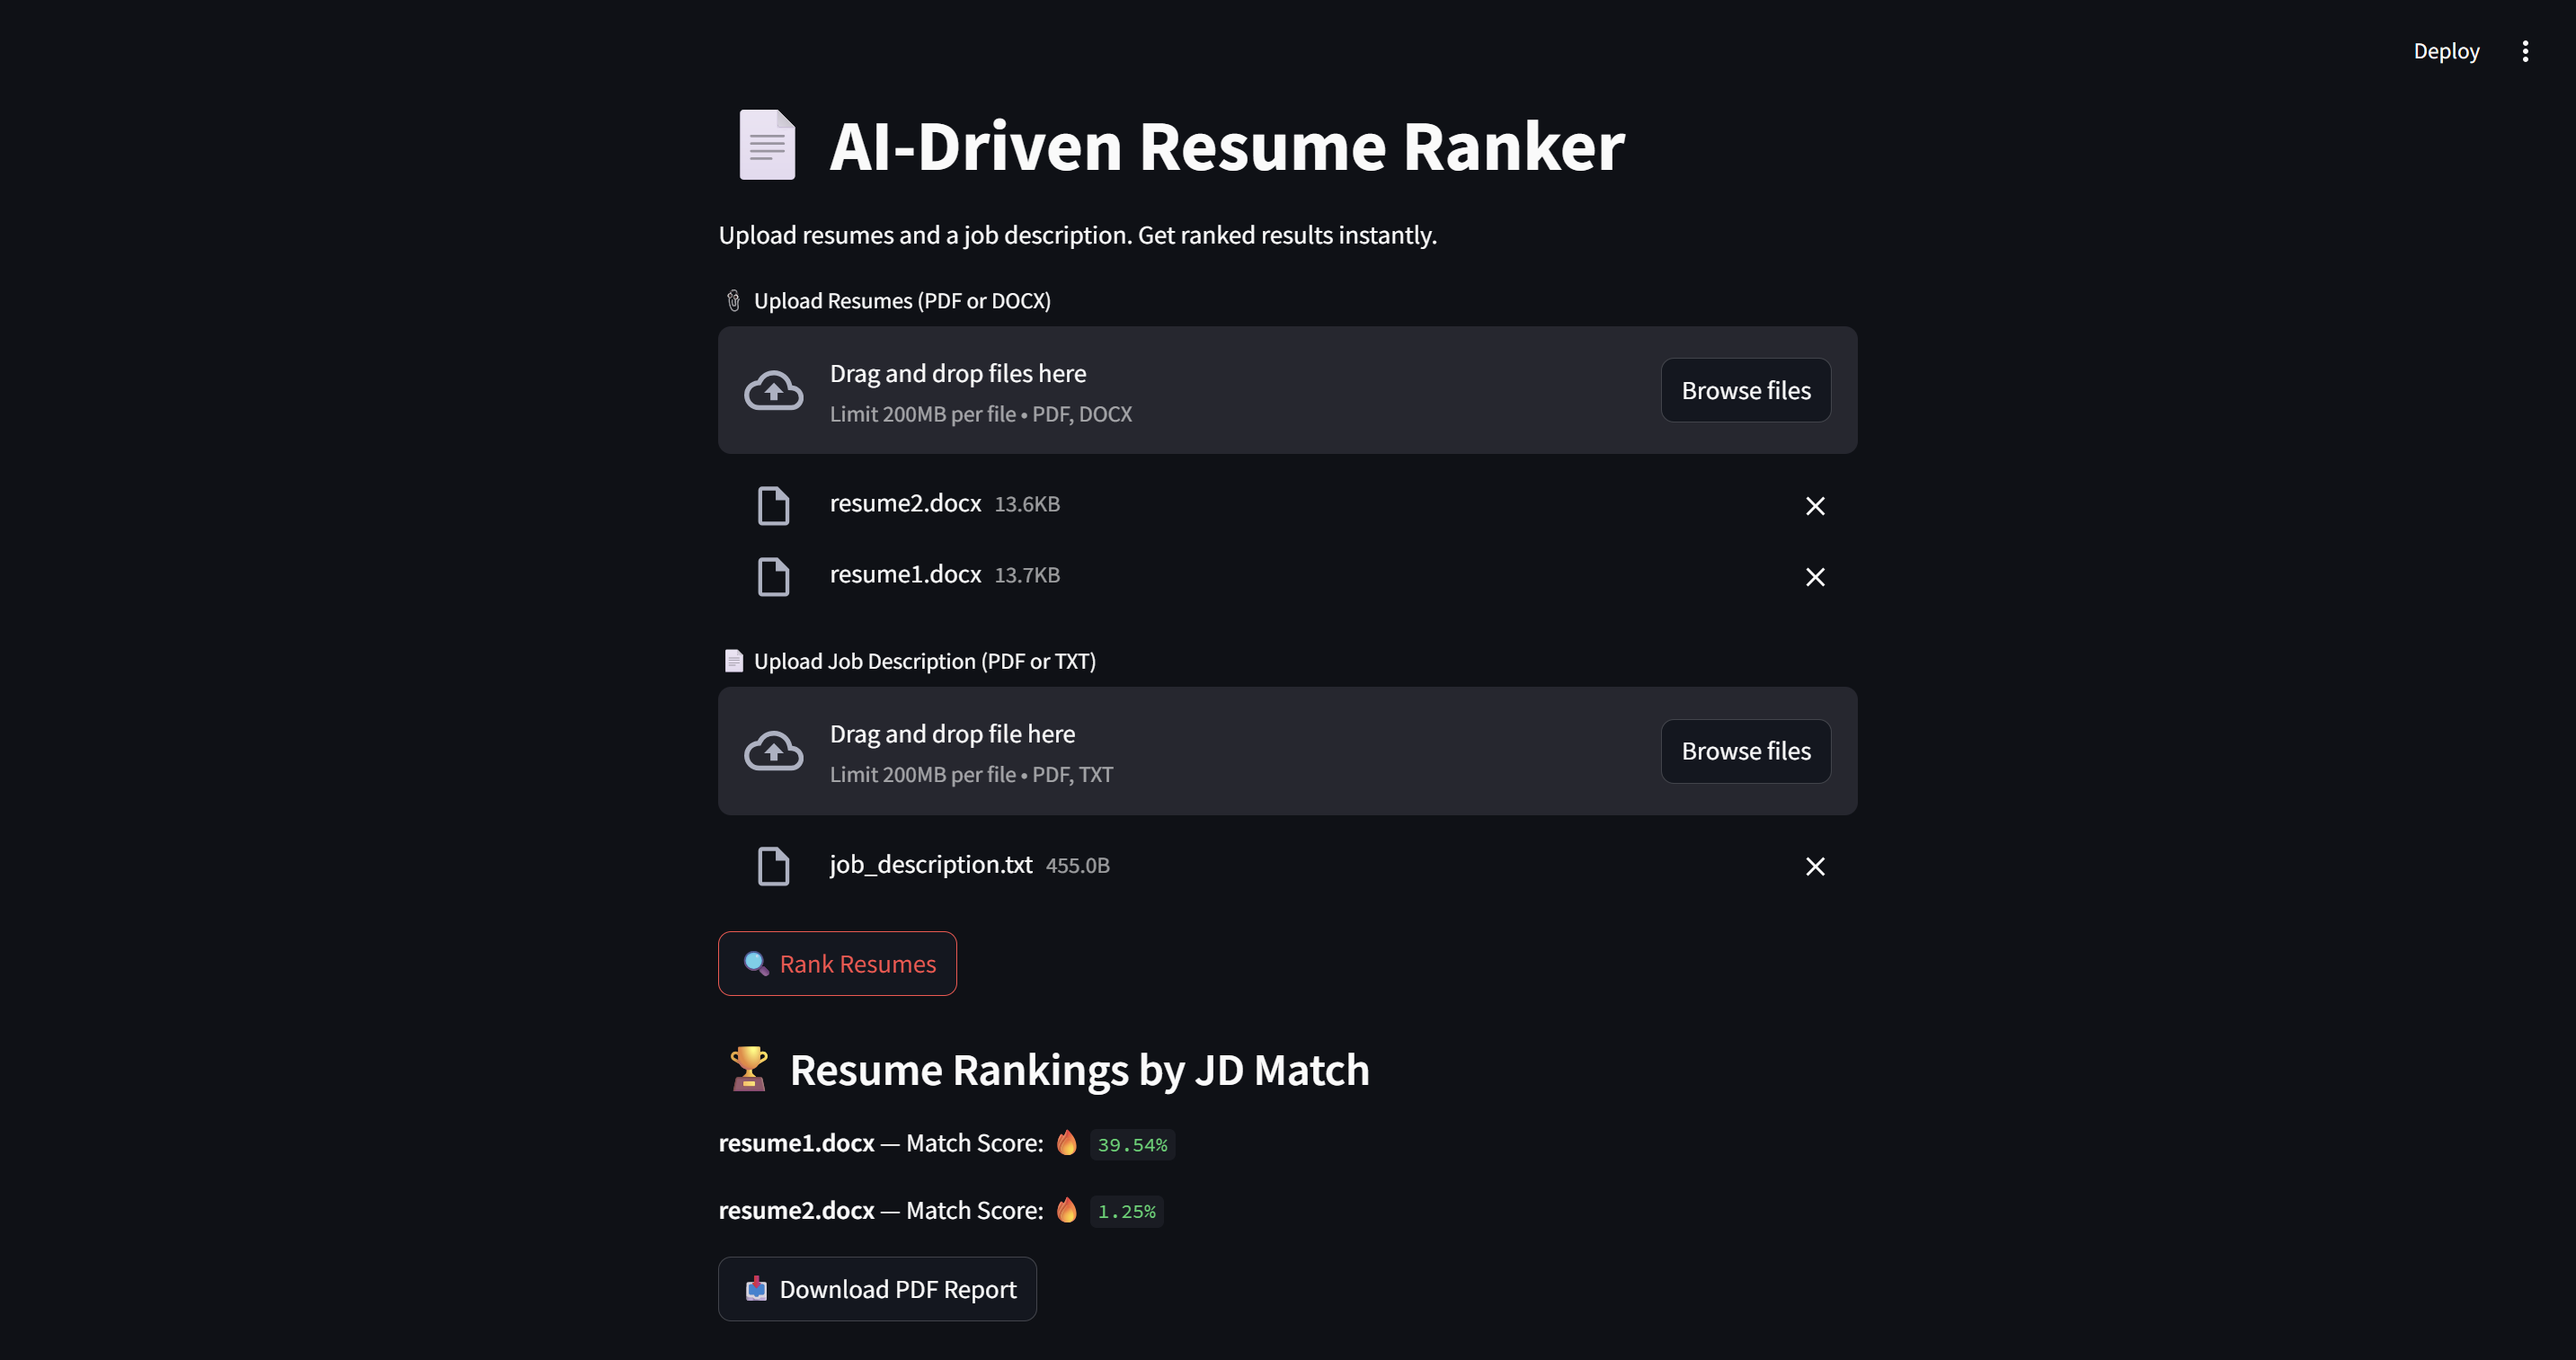 Deploy
AI-Driven Resume Ranker
Upload resumes and a job description. Get ranked results instantly.
Upload Resumes (PDF or DOCX)
Drag and drop files here
Limit 200MB per file • PDF, DOCX
Browse files
resume2.docx 13.6KB
resume1.docx 13.7KB
Upload Job Description (PDF or TXT)
Drag and drop file here
Limit 200MB per file • PDF, TXT
Browse files
job_description.txt 455.0B
Rank Resumes
Resume Rankings by JD Match
resume1.docx — Match Score: 🔥 39.54%
resume2.docx — Match Score: 🔥 1.25%
Download PDF Report